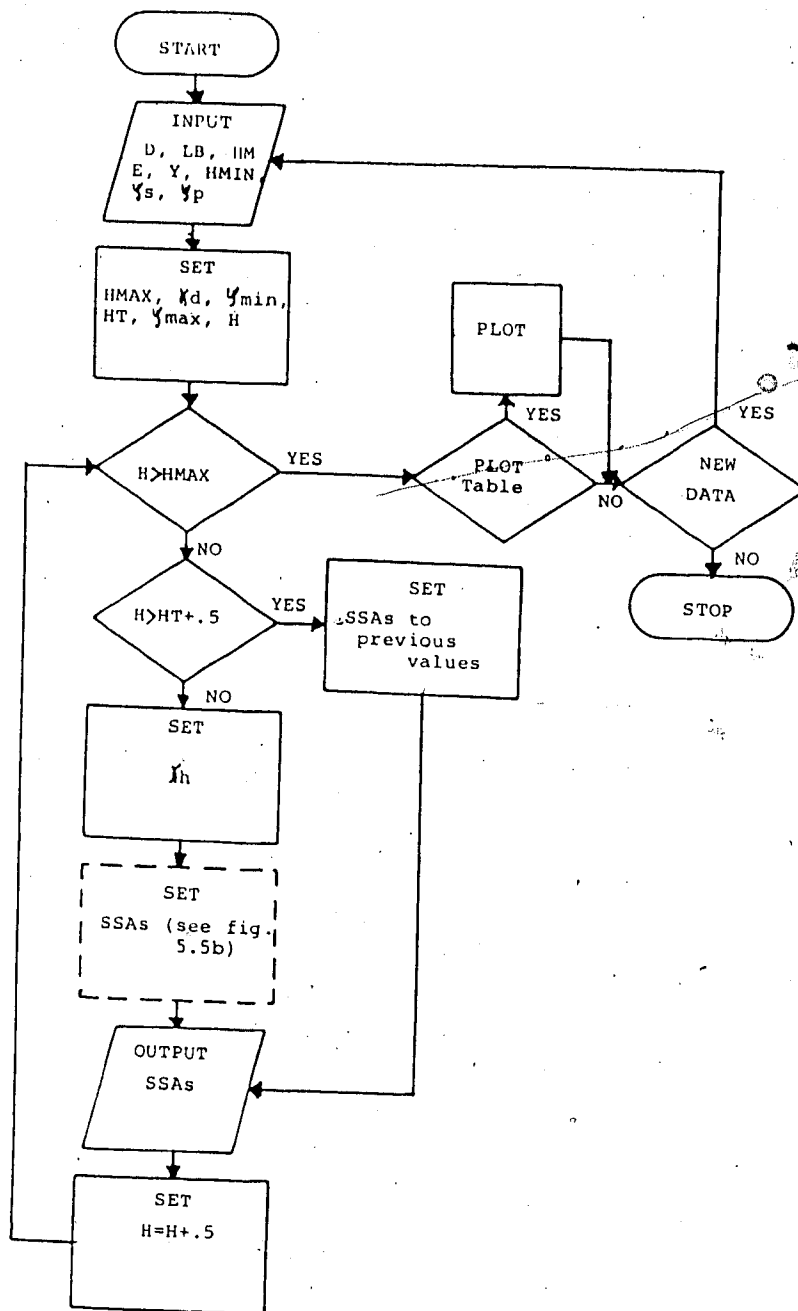 START
INPUT
D, LB, HM
E, Y, HMIN
γs, γp
SET
HMAX, γd, γmin,
HT, γmax, H
PLOT
H>HMAX
YES
YES
PLOT
Table
NO
YES
NEW
DATA
NO
NO
STOP
H>HT+.5
YES
SET
SSAs to
previous
values
NO
SET
γh
SET
SSAs (see fig.
5.5b)
OUTPUT
SSAs
SET
H=H+.5